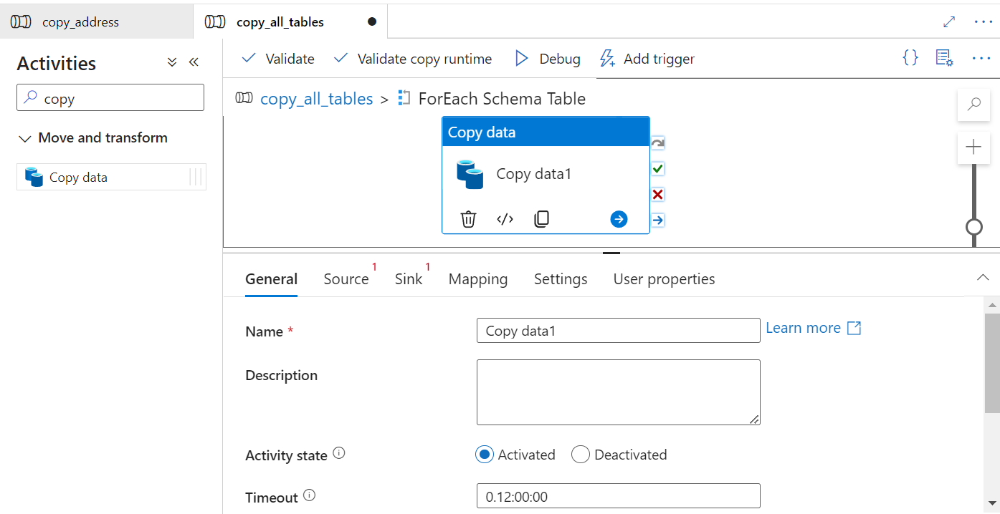 copy_address
copy_all_tables
Activities
copy
Move and transform
Copy data
Validate
Validate copy runtime
Debug
Add trigger
copy_all_tables > ForEach Schema Table
Copy data
Copy data1
General
Source 1
Sink 1
Mapping
Settings
User properties
Name *
Copy data1
Learn more
Description
Activity state
Activated
Deactivated
Timeout
0.12:00:00